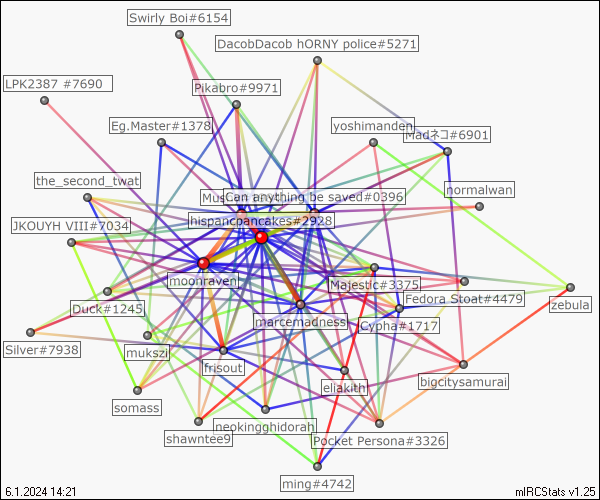 Swirly Boi#6154
DacobDacob hORNY police#5271
LPK2387 #7690
Pikabro#9971
Eg.Master#1378
yoshimanden
Madネコ#6901
the_second_twat
Can anything be saved#0396
normalwan
JKOUYH VIII#7034
hispancoancakes#2928
moonraven
Majestic#3375
Fedora Stoat#4479
zebula
Duck#1245
marcemadness
Cypha#1717
Silver#7938
mukszi
frisout
eliakith
bigcitysamurai
somass
neokingghidorah
shawntee9
Pocket Persona#3326
ming#4742
6.1.2024 14:21
mIRCStats v1.25